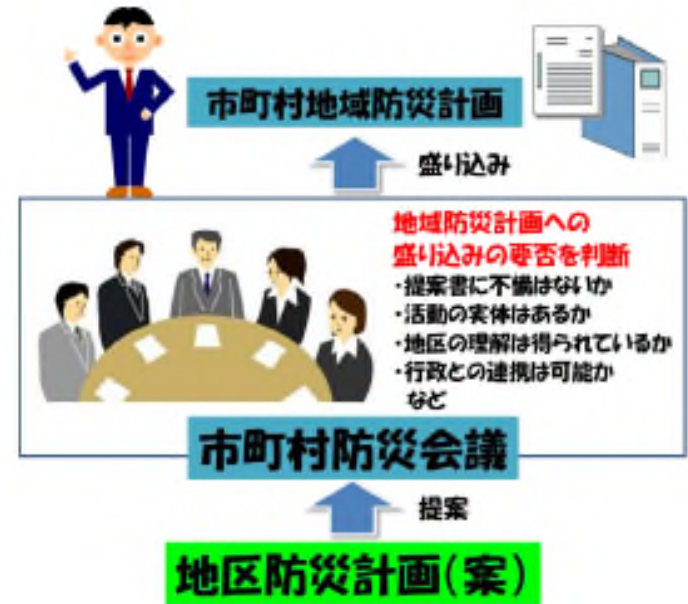 市町村地域防災計画
盛り込み
地域防災計画への
盛り込みの要否を判断
・提案書に不備はないか
・活動の実体はあるか
・地区の理解は得られているか
・行政との連携は可能か
など
市町村防災会議
提案
地区防災計画(案)